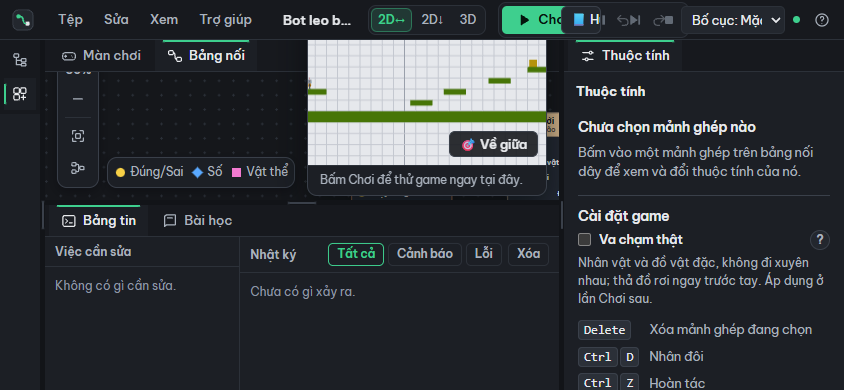 Tệp Sửa Xem Trợ giúp Bot leo b... 2D↔ 2D↓ 3D Bố cục: Mặc
Màn chơi Bảng nối Thuộc tính
Thuộc tính
Chưa chọn mảnh ghép nào
Bấm vào một mảnh ghép trên bảng nối
dây để xem và đổi thuộc tính của nó.
Về giữa
Đúng/Sai Số Vật thể
Bấm Chơi để thử game ngay tại đây.
Bảng tin Bài học
Việc cần sửa
Không có gì cần sửa.
Nhật ký Tất cả Cảnh báo Lỗi Xóa
Chưa có gì xảy ra.
Cài đặt game
Va chạm thật ?
Nhân vật và đồ vật đặc, không đi xuyên
nhau; thả đồ rơi ngay trước tay. Áp dụng ở
lần Chơi sau.
Delete Xóa mảnh ghép đang chọn
Ctrl D Nhân đôi
Ctrl Z Hoàn tác